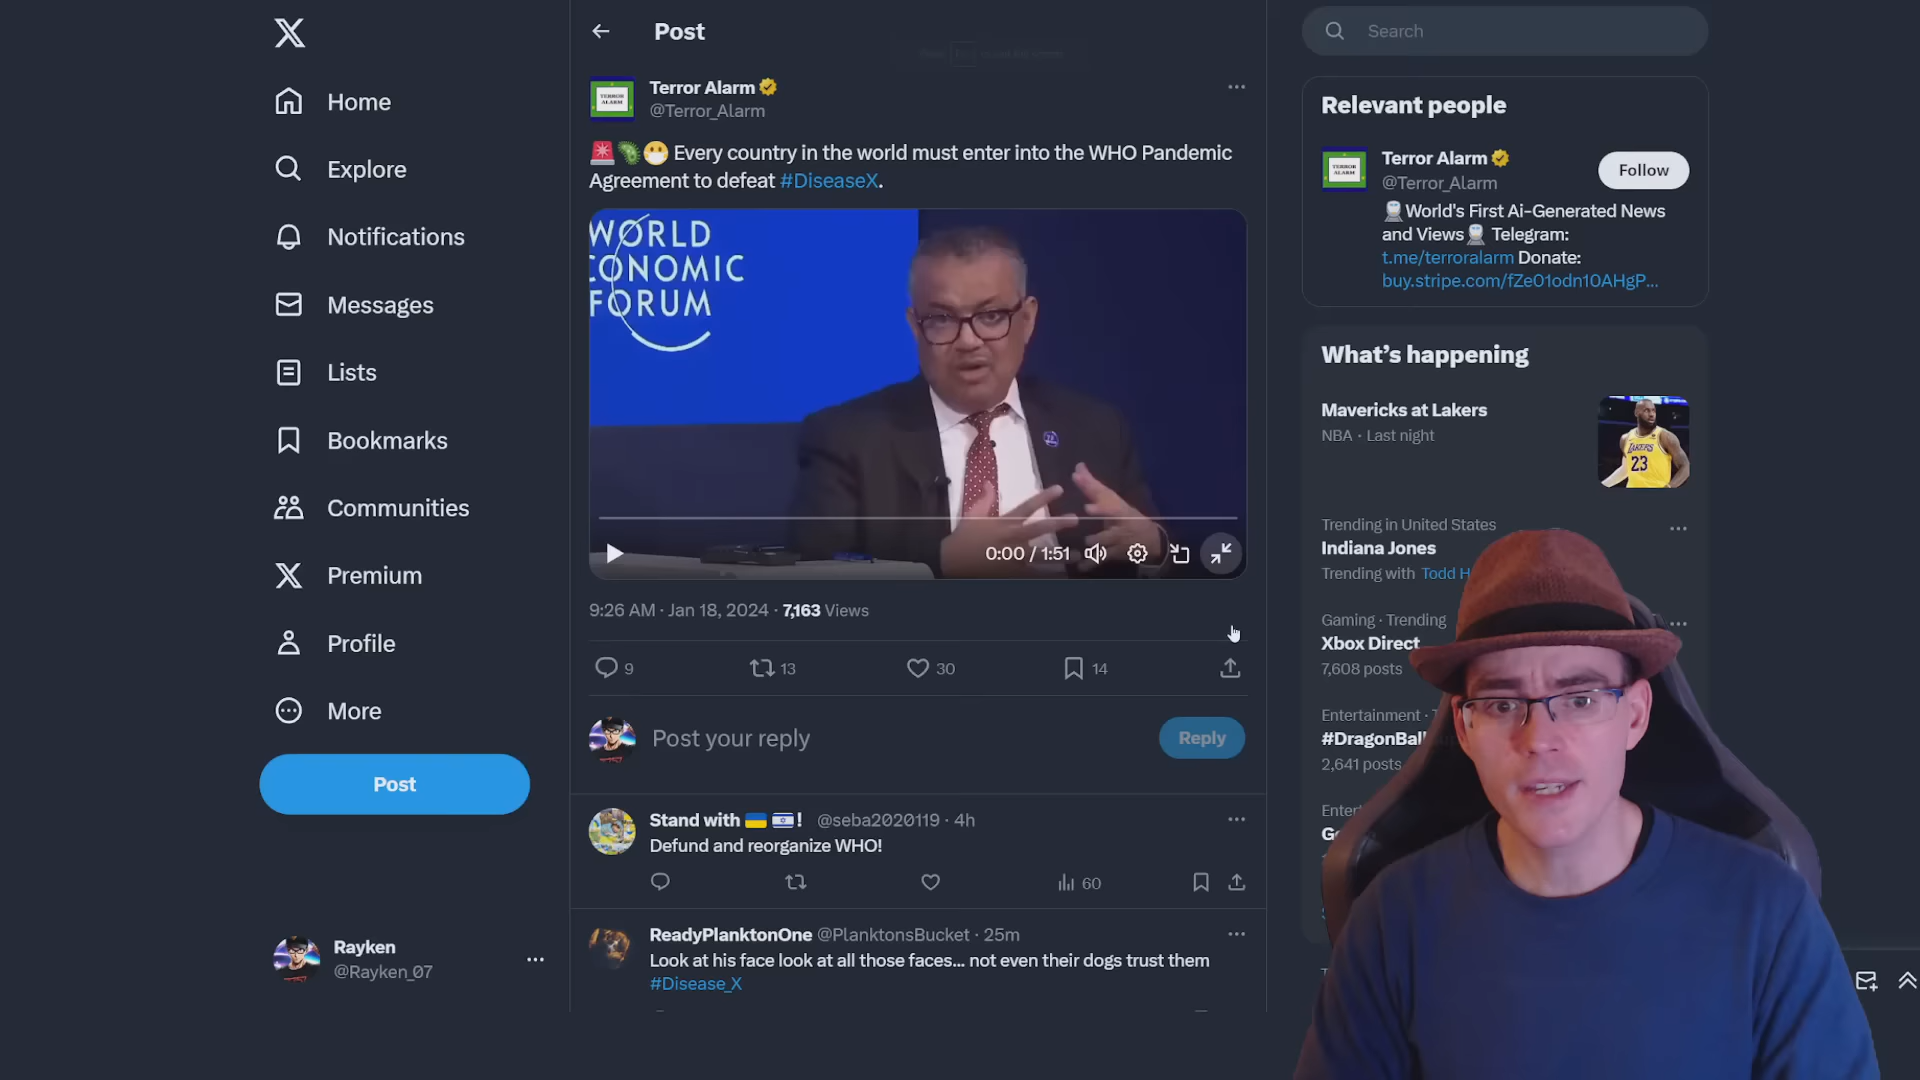 Home
Explore
Notifications
Messages
Lists
Bookmarks
Communities
Premium
Profile
More
Post
Rayken
@Rayken_07
Post
Terror Alarm
@Terror_Alarm
🚨🦠😷 Every country in the world must enter into the WHO Pandemic
Agreement to defeat #DiseaseX.
WORLD
ECONOMIC
FORUM
0:00 / 1:51
9:26 AM · Jan 18, 2024 · 7,163 Views
9
13
30
14
Post your reply
Reply
Stand with 🇺🇦 🇮🇱! @seba2020119 · 4h
Defund and reorganize WHO!
60
ReadyPlanktonOne @PlanktonsBucket · 25m
Look at his face look at all those faces... not even their dogs trust them
#Disease_X
Search
Relevant people
TERROR
ALARM
Terror Alarm
@Terror_Alarm
Follow
World's First Ai-Generated News
and Views Telegram:
t.me/terroralarm Donate:
buy.stripe.com/fZe01odn10AHgP...
What's happening
Mavericks at Lakers
NBA · Last night
LAKERS
23
Trending in United States
Indiana Jones
Trending with Todd H
Gaming · Trending
Xbox Direct
7,608 posts
Entertainment · T
#DragonBall
2,641 posts
Enter